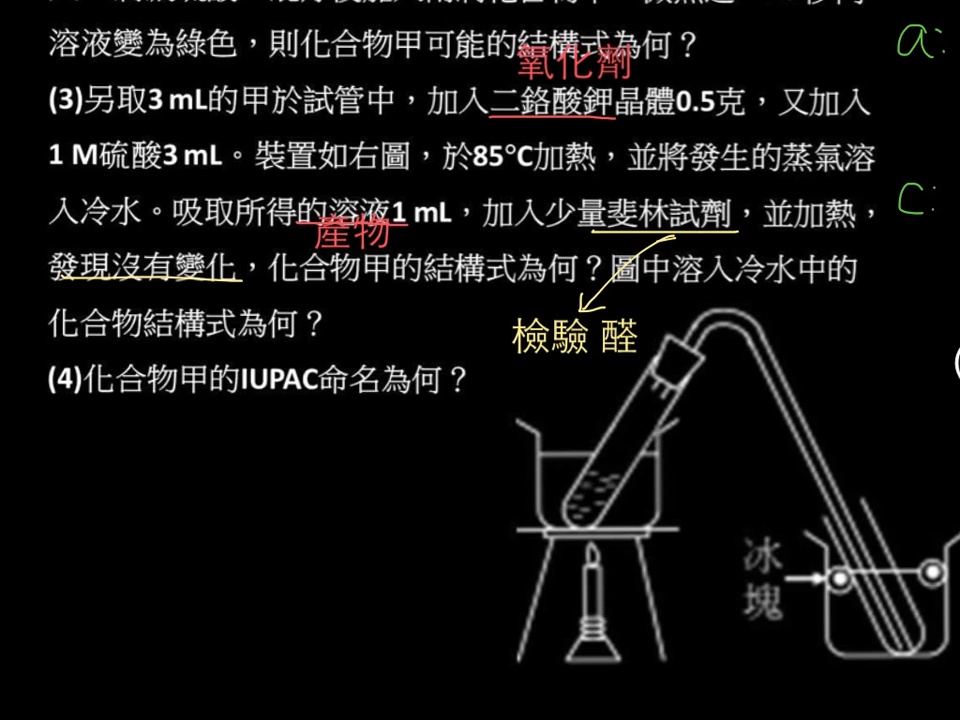 溶液變為綠色，則化合物甲可能的結構式為何？
a:
氧化劑
(3)另取3 mL的甲於試管中，加入二鉻酸鉀晶體0.5克，又加入
1 M硫酸3 mL。裝置如右圖，於85°C加熱，並將發生的蒸氣溶
c:
入冷水。吸取所得的溶液1 mL，加入少量斐林試劑，並加熱，
產物
發現沒有變化，化合物甲的結構式為何？圖中溶入冷水中的
化合物結構式為何？
檢驗 醛
(4)化合物甲的IUPAC命名為何？
冰塊